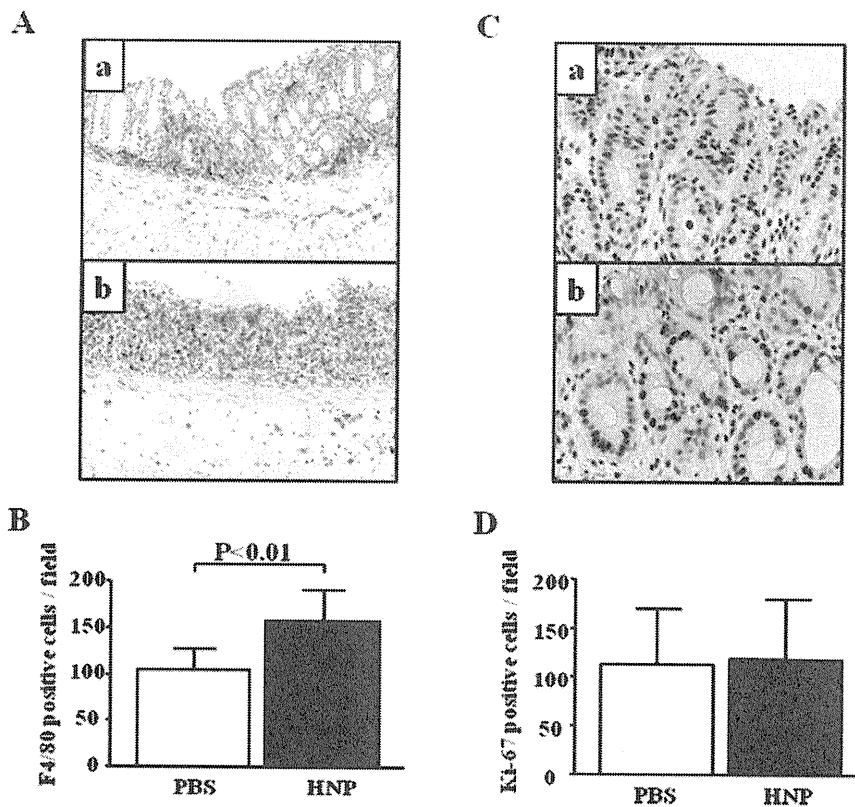 A
a
b
B
P<0.01
F4/80 positive cells / field
200
150
100
50
0
PBS
HNP
C
a
b
D
Ki-67 positive cells / field
200
150
100
50
0
PBS
HNP